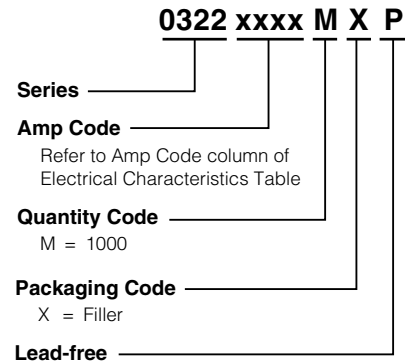 0322 xxxx M X P
Series
Amp Code
Refer to Amp Code column of
Electrical Characteristics Table
Quantity Code
M = 1000
Packaging Code
X = Filler
Lead-free